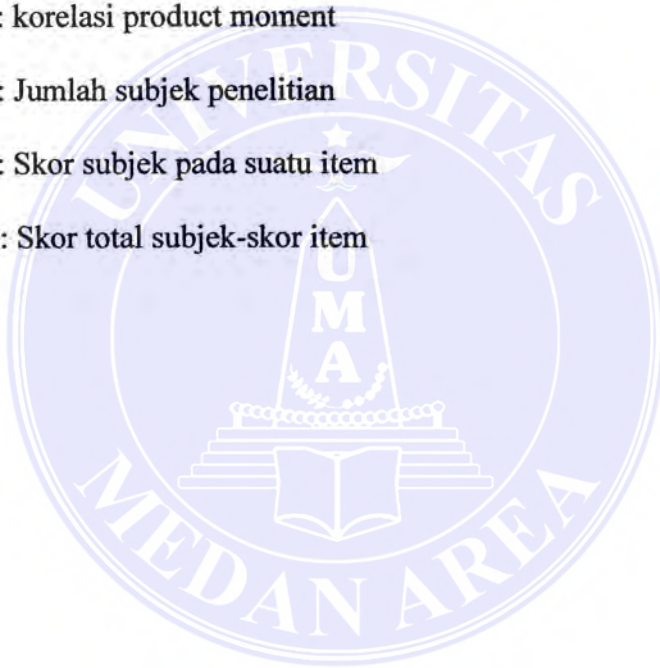 : korelasi product moment
: Jumlah subjek penelitian
: Skor subjek pada suatu item
: Skor total subjek-skor item
UNIVERSITAS
U
M
A
MEDAN AREA